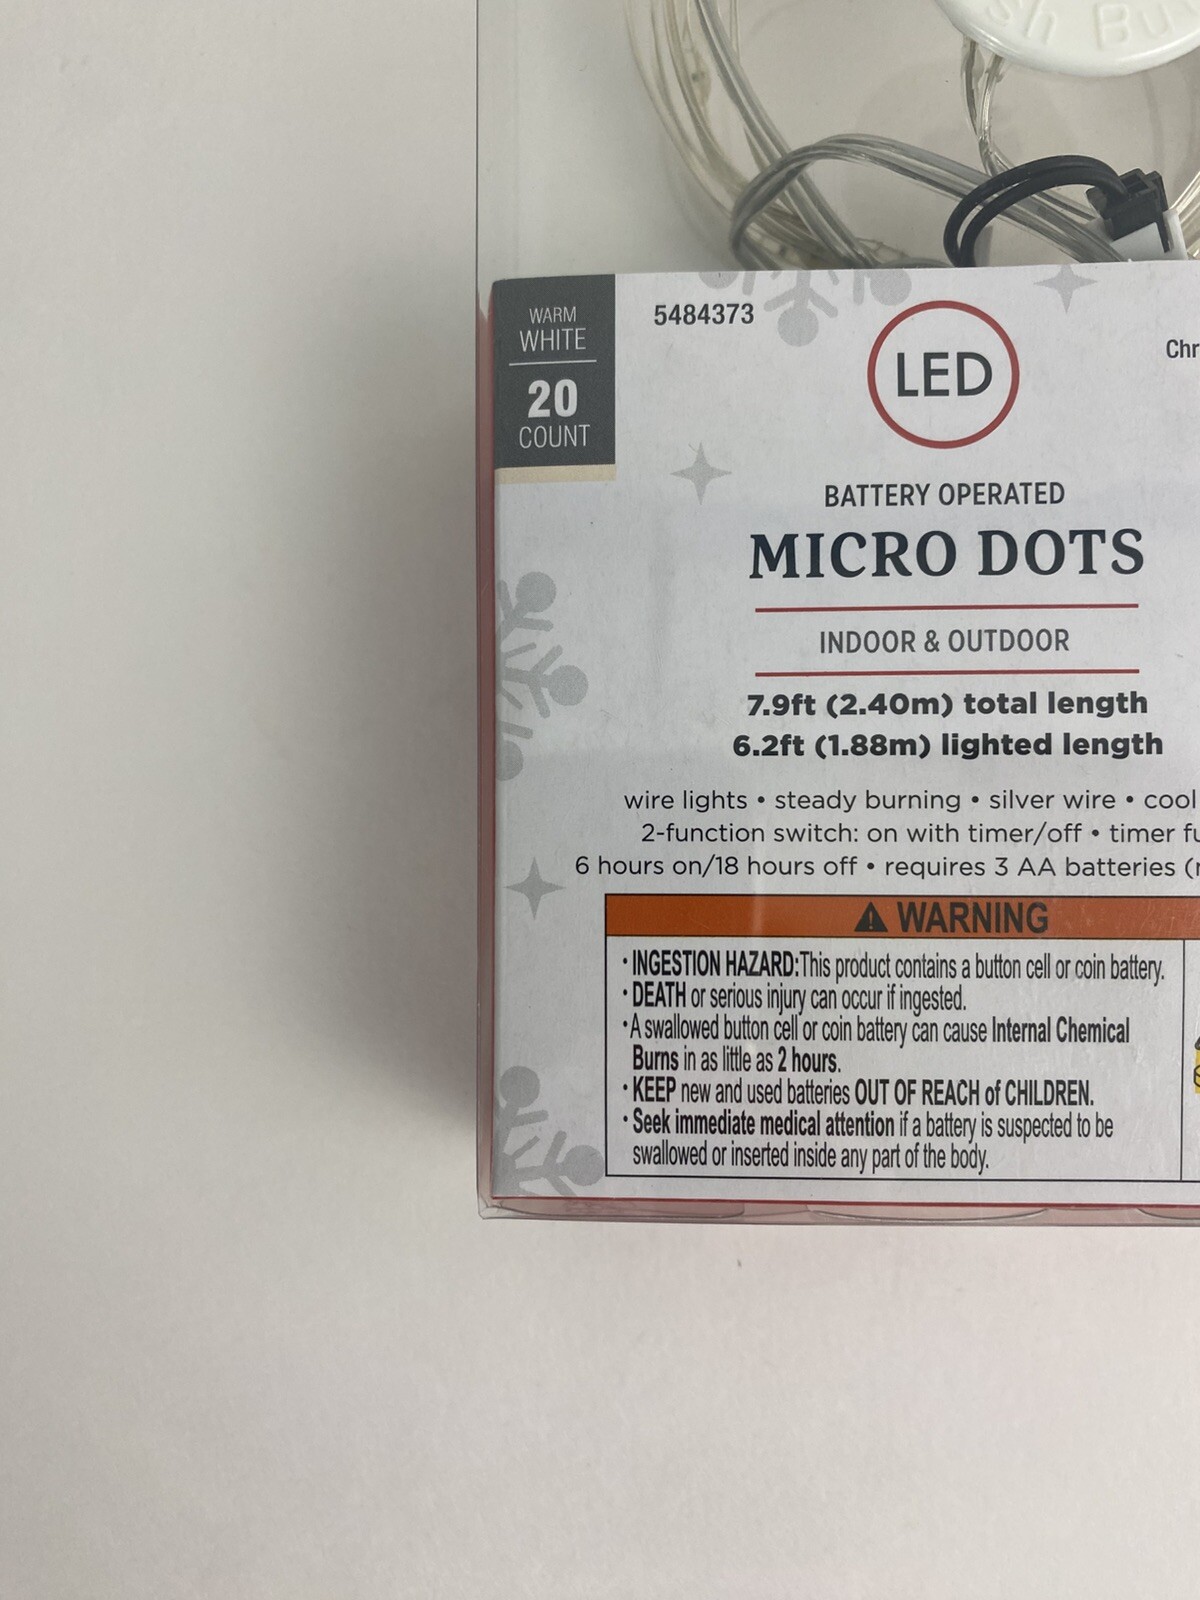 sh Bu
WARM
WHITE
20
COUNT
5484373
LED
Chr
BATTERY OPERATED
MICRO DOTS
INDOOR & OUTDOOR
7.9ft (2.40m) total length
6.2ft (1.88m) lighted length
wire lights • steady burning • silver wire • cool
2-function switch: on with timer/off • timer fu
6 hours on/18 hours off • requires 3 AA batteries (
⚠ WARNING
• INGESTION HAZARD:This product contains a button cell or coin battery.
• DEATH or serious injury can occur if ingested.
• A swallowed button cell or coin battery can cause Internal Chemical
Burns in as little as 2 hours.
• KEEP new and used batteries OUT OF REACH of CHILDREN.
• Seek immediate medical attention if a battery is suspected to be
swallowed or inserted inside any part of the body.